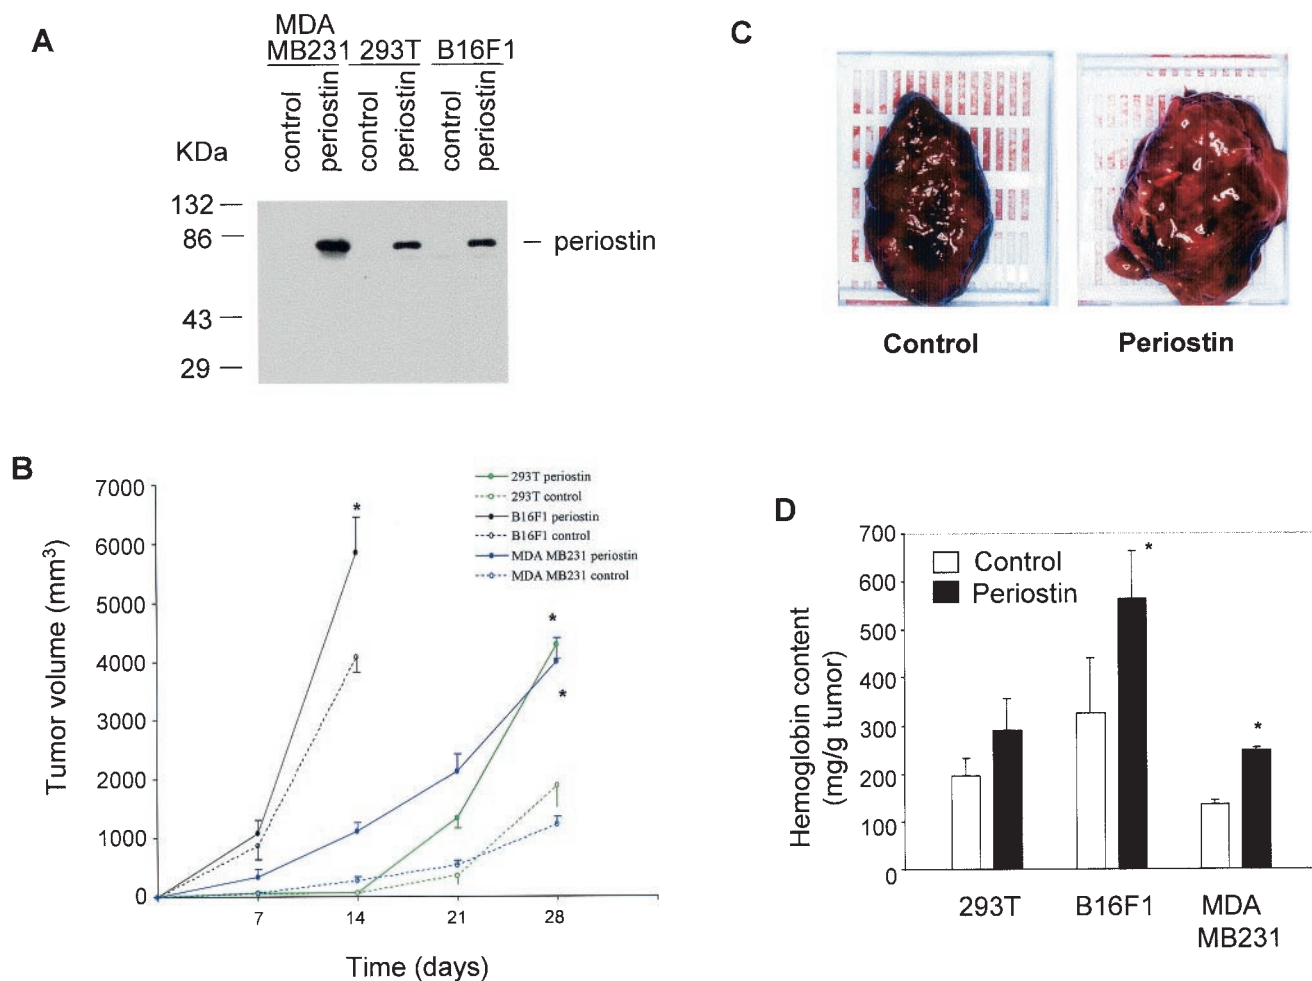 A
MDA
MB231 293T B16F1
control periostin control periostin control periostin
KDa
132
86
43
29
periostin
C
Control
Periostin
B
7000
6000
5000
4000
3000
2000
1000
0
Tumor volume (mm³)
293T periostin
293T control
B16F1 periostin
B16F1 control
MDA MB231 periostin
MDA MB231 control
*
*
*
7 14 21 28
Time (days)
D
700
600
500
400
300
200
100
0
Hemoglobin content
(mg/g tumor)
Control
Periostin
*
*
293T B16F1 MDA
MB231